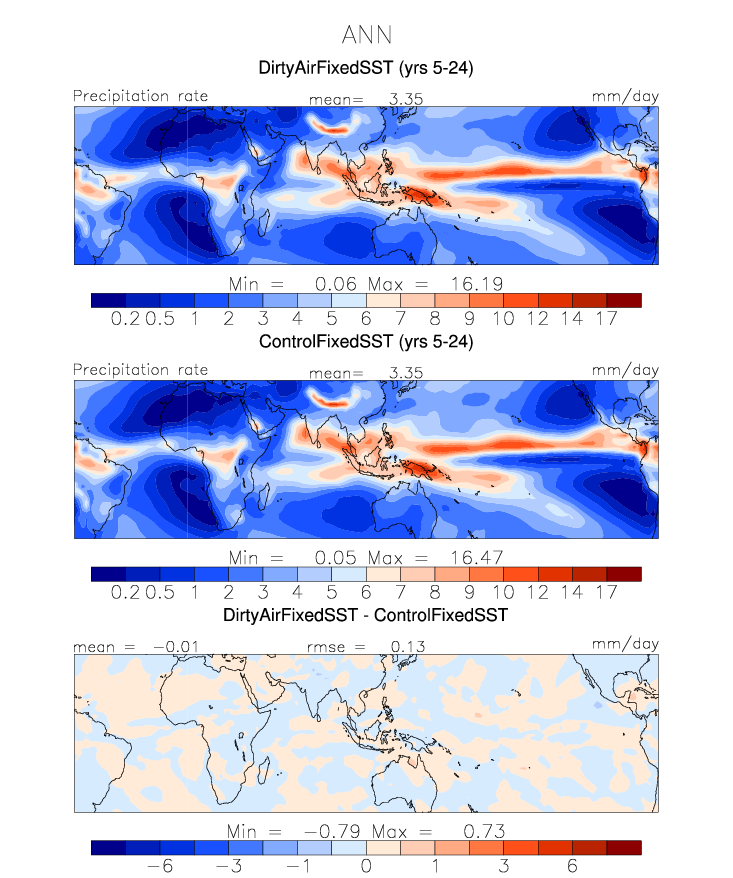 ANN
DirtyAirFixedSST (yrs 5-24)
Precipitation rate mean= 3.35 mm/day
Min = 0.06 Max = 16.19
0.2 0.5 1 2 3 4 5 6 7 8 9 10 12 14 17
ControlFixedSST (yrs 5-24)
Precipitation rate mean= 3.35 mm/day
Min = 0.05 Max = 16.47
0.2 0.5 1 2 3 4 5 6 7 8 9 10 12 14 17
DirtyAirFixedSST - ControlFixedSST
mean = -0.01 rmse = 0.13 mm/day
Min = -0.79 Max = 0.73
-6 -3 -1 0 1 3 6